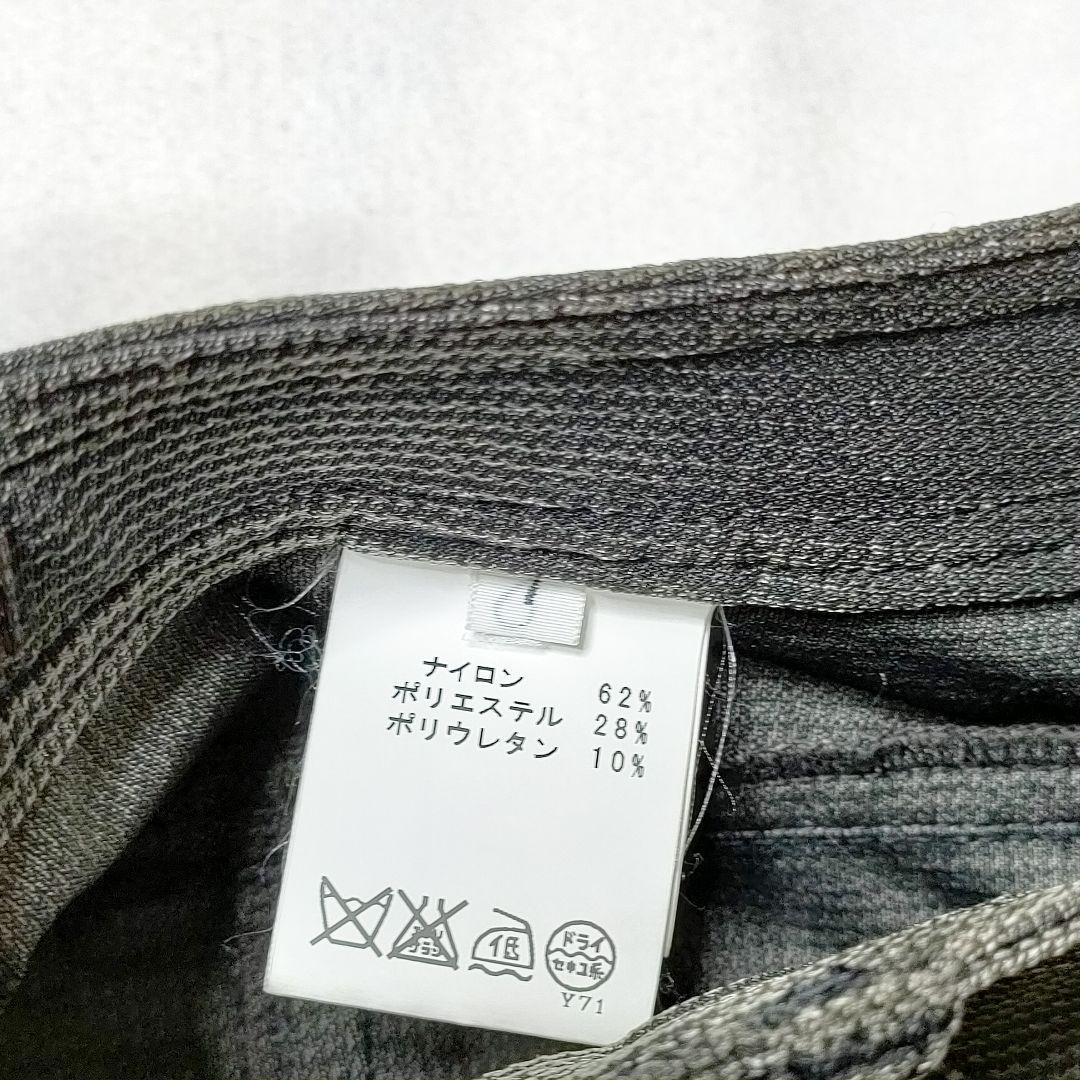 ナイロン 62%
ポリエステル 28%
ポリウレタン 10%
低
ドライ
セキユ系
Y71